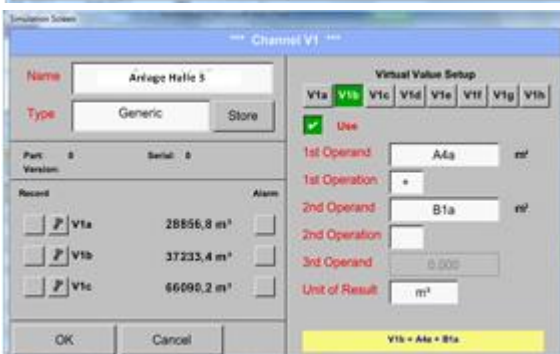 Simulation Screen
*** Channel V1 ***
Name
Anlage Halle 3
Type
Generic
Store
Part: 0
Serial: 0
Version:
Record
Alarm
V1a
28856,8 m³
V1b
37233,4 m³
V1c
66090,2 m³
OK
Cancel
Virtual Value Setup
V1a V1b V1c V1d V1e V1f V1g V1h
Use
1st Operand
A4a
m³
1st Operation
+
2nd Operand
B1a
m³
2nd Operation
3rd Operand
0.000
Unit of Result
m³
V1b = A4a + B1a